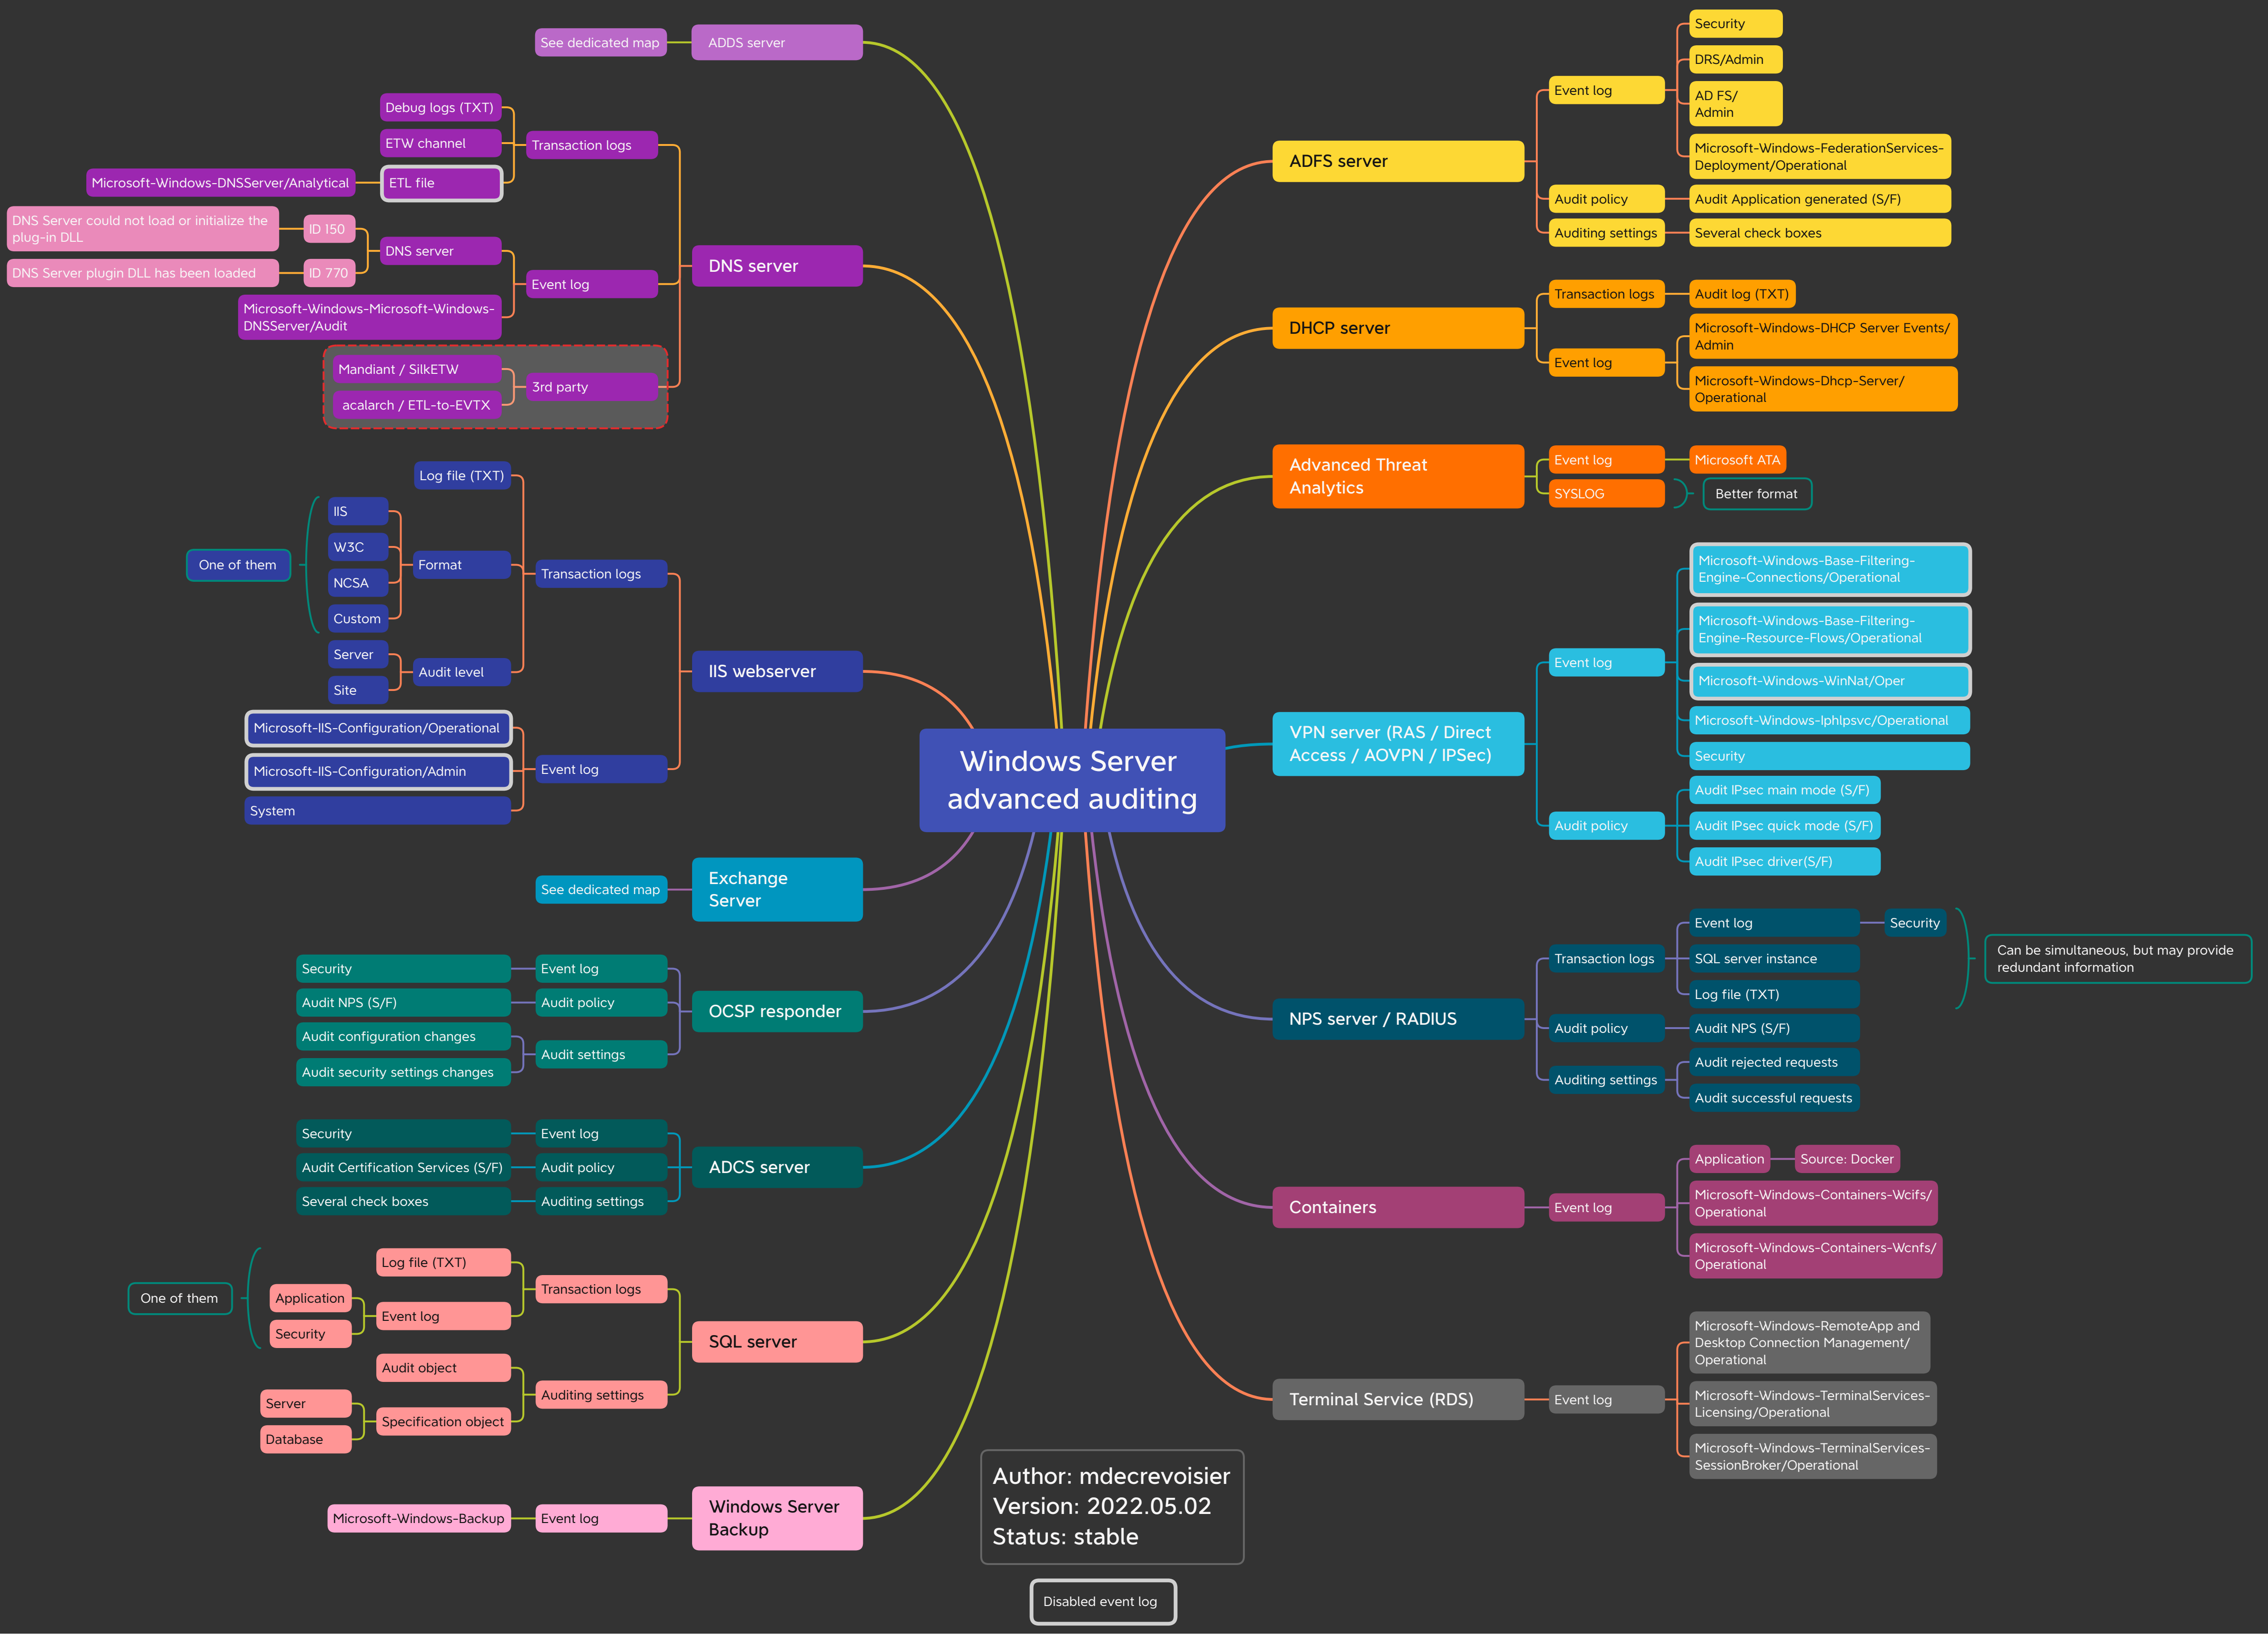 Windows Server
advanced auditing
ADDS server
See dedicated map
DNS server
Transaction logs
Debug logs (TXT)
ETW channel
ETL file
Microsoft-Windows-DNSServer/Analytical
Event log
DNS server
ID 150
DNS Server could not load or initialize the
plug-in DLL
ID 770
DNS Server plugin DLL has been loaded
Microsoft-Windows-Microsoft-Windows-
DNSServer/Audit
3rd party
Mandiant / SilkETW
acalarch / ETL-to-EVTX
IIS webserver
Transaction logs
Log file (TXT)
Format
IIS
W3C
NCSA
Custom
One of them
Audit level
Server
Site
Event log
Microsoft-IIS-Configuration/Operational
Microsoft-IIS-Configuration/Admin
System
Exchange
Server
See dedicated map
OCSP responder
Event log
Security
Audit policy
Audit NPS (S/F)
Audit settings
Audit configuration changes
Audit security settings changes
ADCS server
Event log
Security
Audit policy
Audit Certification Services (S/F)
Auditing settings
Several check boxes
SQL server
Transaction logs
Log file (TXT)
Event log
Application
Security
One of them
Auditing settings
Audit object
Specification object
Server
Database
Windows Server
Backup
Event log
Microsoft-Windows-Backup
ADFS server
Event log
Security
DRS/Admin
AD FS/
Admin
Microsoft-Windows-FederationServices-
Deployment/Operational
Audit policy
Audit Application generated (S/F)
Auditing settings
Several check boxes
DHCP server
Transaction logs
Audit log (TXT)
Event log
Microsoft-Windows-DHCP Server Events/
Admin
Microsoft-Windows-Dhcp-Server/
Operational
Advanced Threat
Analytics
Event log
Microsoft ATA
SYSLOG
Better format
VPN server (RAS / Direct
Access / AOVPN / IPSec)
Event log
Microsoft-Windows-Base-Filtering-
Engine-Connections/Operational
Microsoft-Windows-Base-Filtering-
Engine-Resource-Flows/Operational
Microsoft-Windows-WinNat/Oper
Microsoft-Windows-Iphlpsvc/Operational
Security
Audit policy
Audit IPsec main mode (S/F)
Audit IPsec quick mode (S/F)
Audit IPsec driver(S/F)
NPS server / RADIUS
Transaction logs
Event log
Security
SQL server instance
Log file (TXT)
Can be simultaneous, but may provide
redundant information
Audit policy
Audit NPS (S/F)
Auditing settings
Audit rejected requests
Audit successful requests
Containers
Event log
Application
Source: Docker
Microsoft-Windows-Containers-Wcifs/
Operational
Microsoft-Windows-Containers-Wcnfs/
Operational
Terminal Service (RDS)
Event log
Microsoft-Windows-RemoteApp and
Desktop Connection Management/
Operational
Microsoft-Windows-TerminalServices-
Licensing/Operational
Microsoft-Windows-TerminalServices-
SessionBroker/Operational
Author: mdecrevoisier
Version: 2022.05.02
Status: stable
Disabled event log